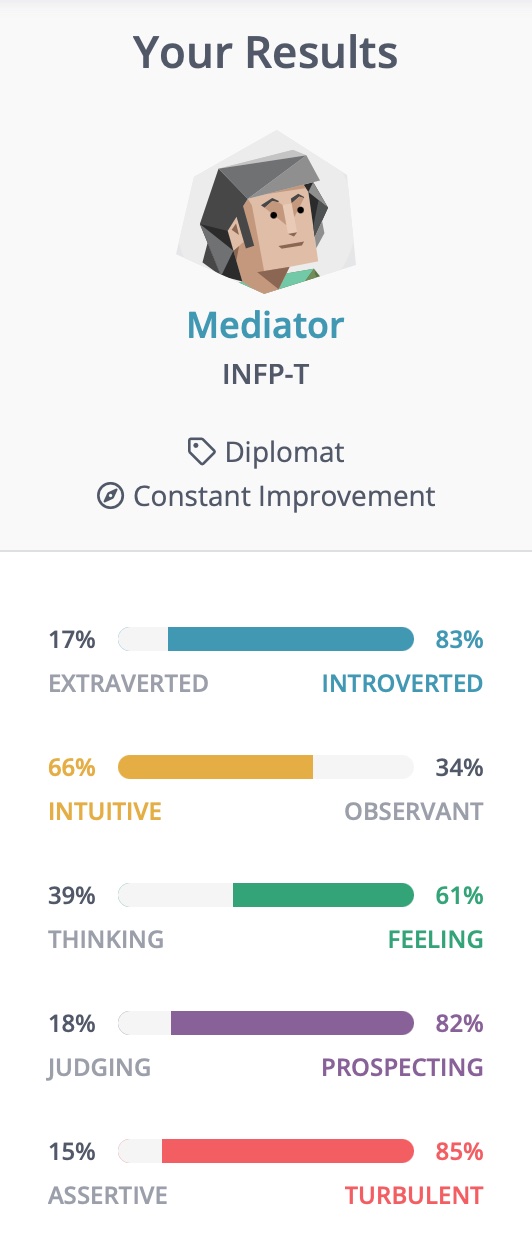 Your Results
Mediator
INFP-T
Diplomat
Constant Improvement
17% 83%
EXTRAVERTED INTROVERTED
66% 34%
INTUITIVE OBSERVANT
39% 61%
THINKING FEELING
18% 82%
JUDGING PROSPECTING
15% 85%
ASSERTIVE TURBULENT